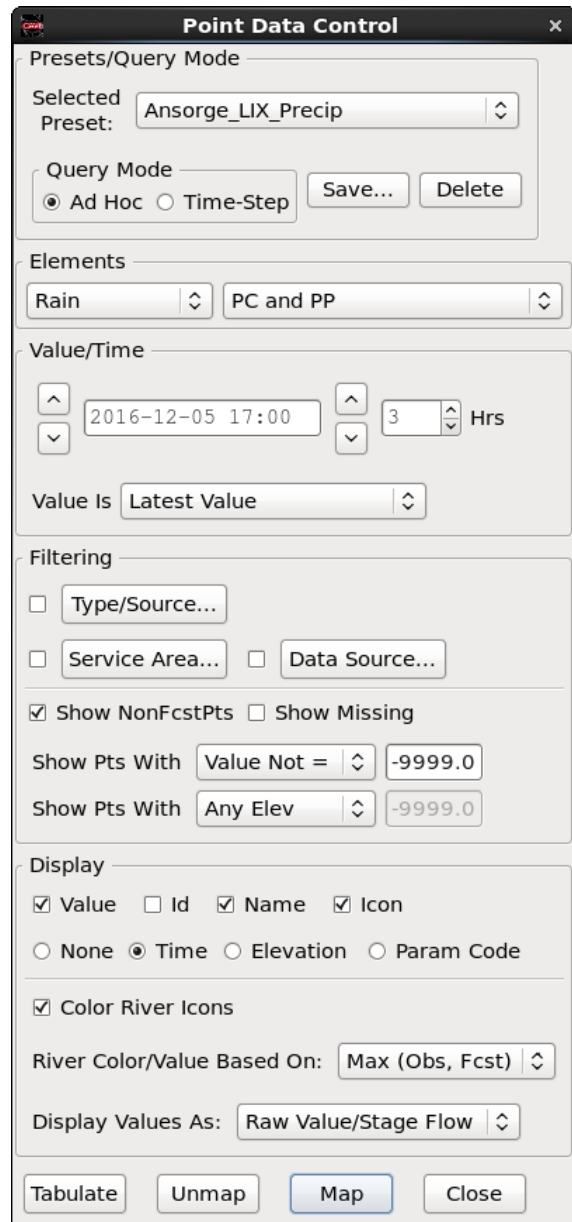 Point Data Control
Presets/Query Mode
Selected Preset: Ansorge_LIX_Precip
Query Mode
Ad Hoc Time-Step Save... Delete
Elements
Rain PC and PP
Value/Time
2016-12-05 17:00 3 Hrs
Value Is Latest Value
Filtering
Type/Source...
Service Area... Data Source...
Show NonFcstPts Show Missing
Show Pts With Value Not = -9999.0
Show Pts With Any Elev -9999.0
Display
Value Id Name Icon
None Time Elevation Param Code
Color River Icons
River Color/Value Based On: Max (Obs, Fcst)
Display Values As: Raw Value/Stage Flow
Tabulate Unmap Map Close